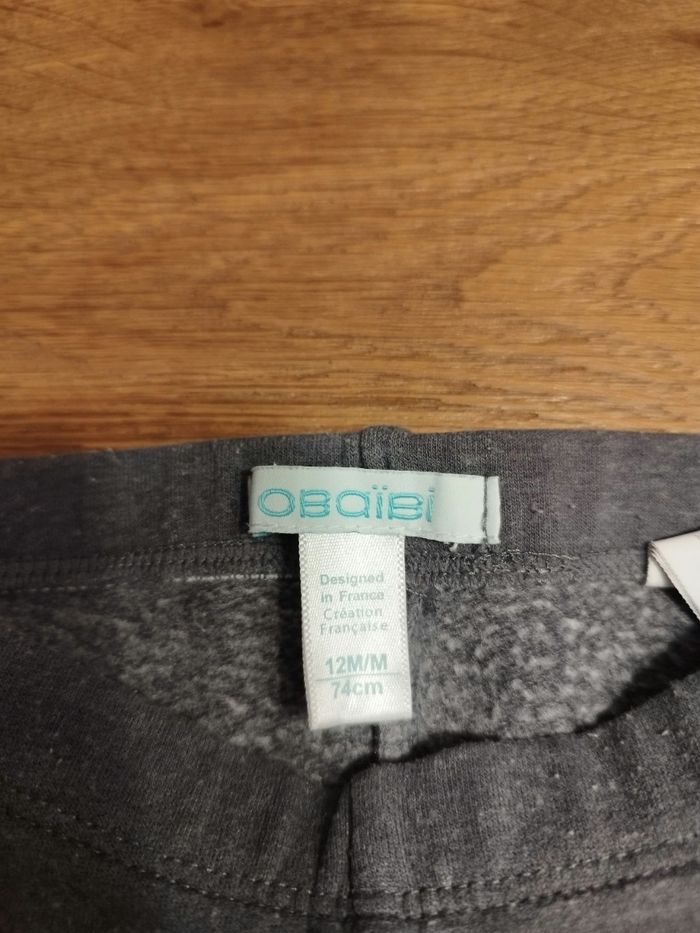 OBAÏBI
Designed
in France
Création
Française
12M/M
74cm